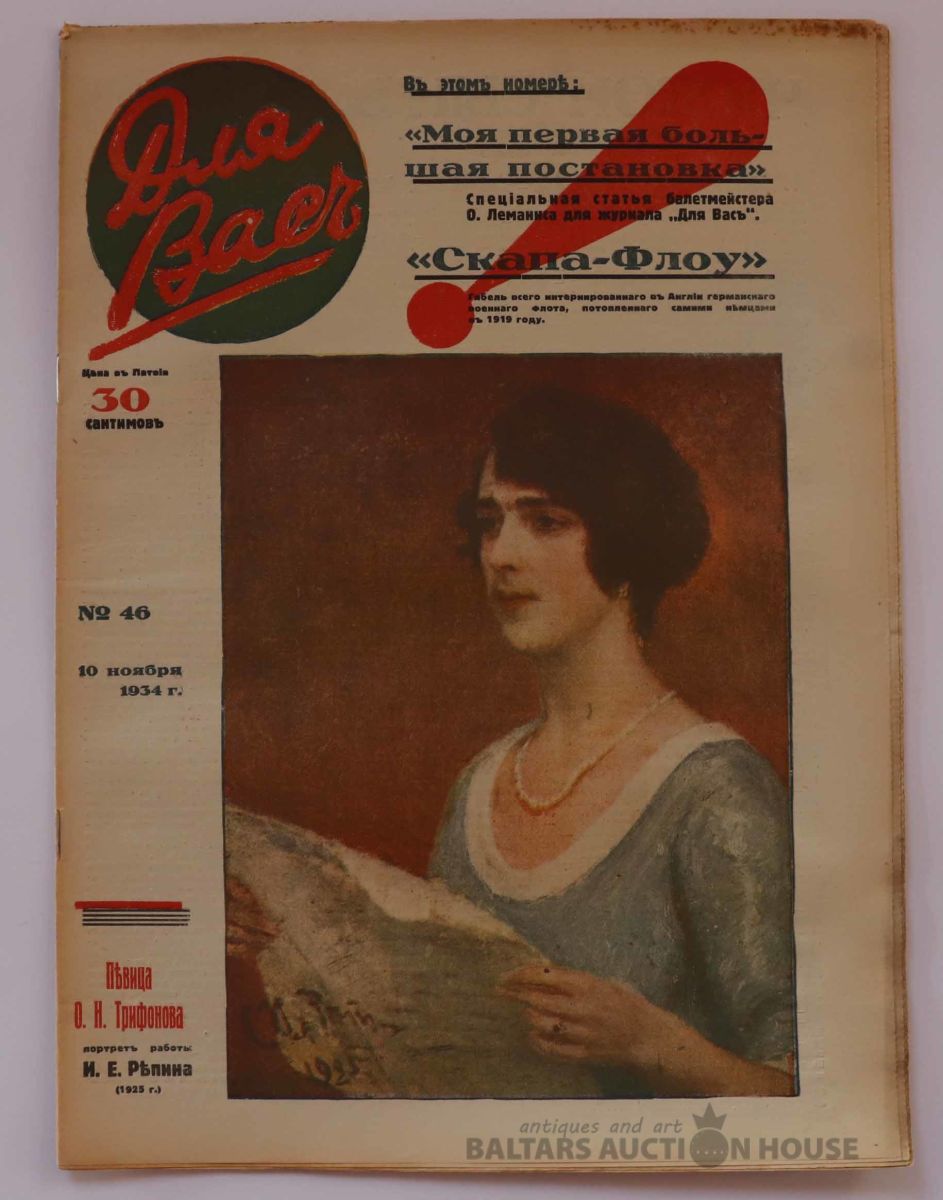 Для
Васъ
Въ этомъ номерѣ:
«Моя первая боль-
шая постановка»
Спеціальная статья балетмейстера
О. Леманиса для журнала „Для Васъ“.
«Скапа-Флоу»
Гибель всего интернированнаго въ Англіи германскаго
военнаго флота, потопленнаго самими нѣмцами
въ 1919 году.
Цѣна въ Латвіи
30
сантимовъ
№ 46
10 ноября
1934 г.
Пѣвица
О. Н. Трифонова
портретъ работы
И. Е. Рѣпина
(1925 г.)
1925
antiques and art
BALTARS AUCTION HOUSE